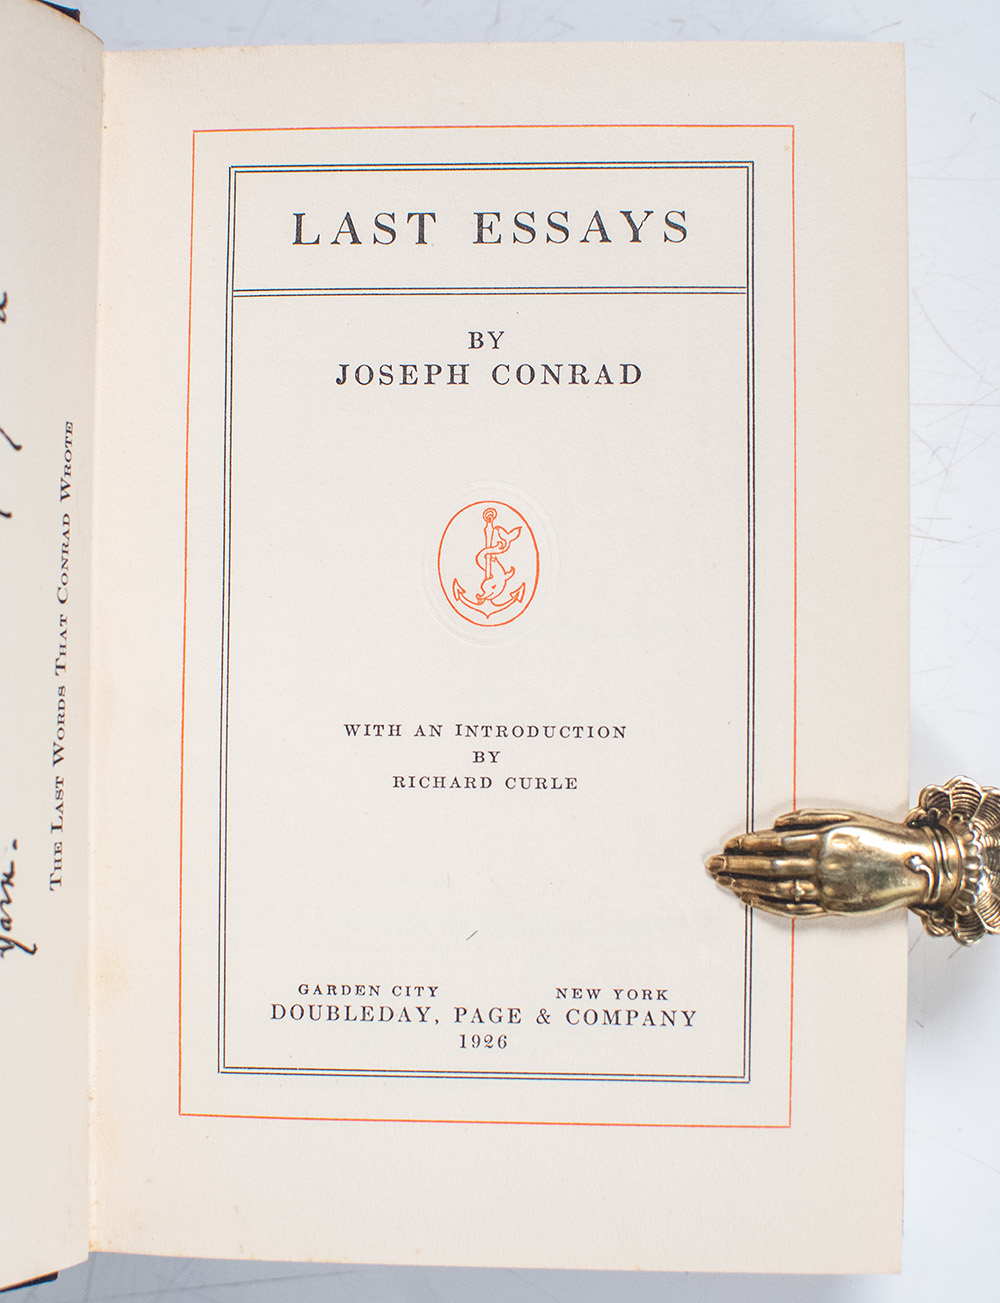 THE LAST WORDS THAT CONRAD WROTE
LAST ESSAYS
BY
JOSEPH CONRAD
WITH AN INTRODUCTION
BY
RICHARD CURLE
GARDEN CITY NEW YORK
DOUBLEDAY, PAGE & COMPANY
1926